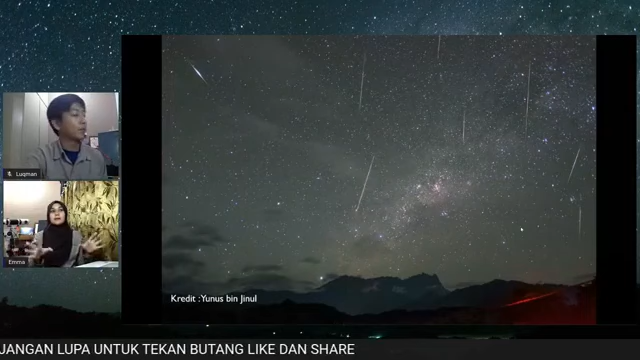 Luqman
Emma
Kredit :Yunus bin Jinul
JANGAN LUPA UNTUK TEKAN BUTANG LIKE DAN SHARE